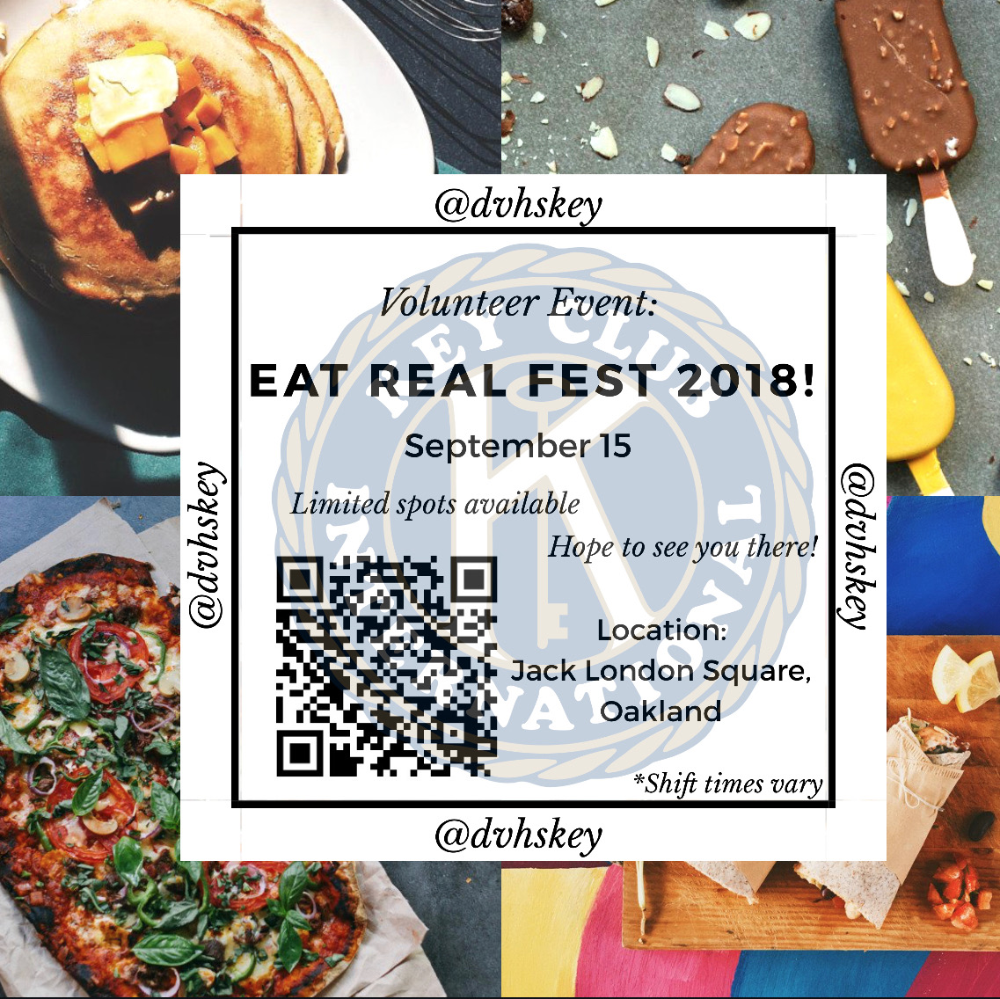 @dvhskey
Volunteer Event:
EAT REAL FEST 2018!
September 15
Limited spots available
Hope to see you there!
Location:
Jack London Square,
Oakland
*Shift times vary
@dvhskey
@dvhskey
@dvhskey
KEY CLUB
INTERNATIONAL
K